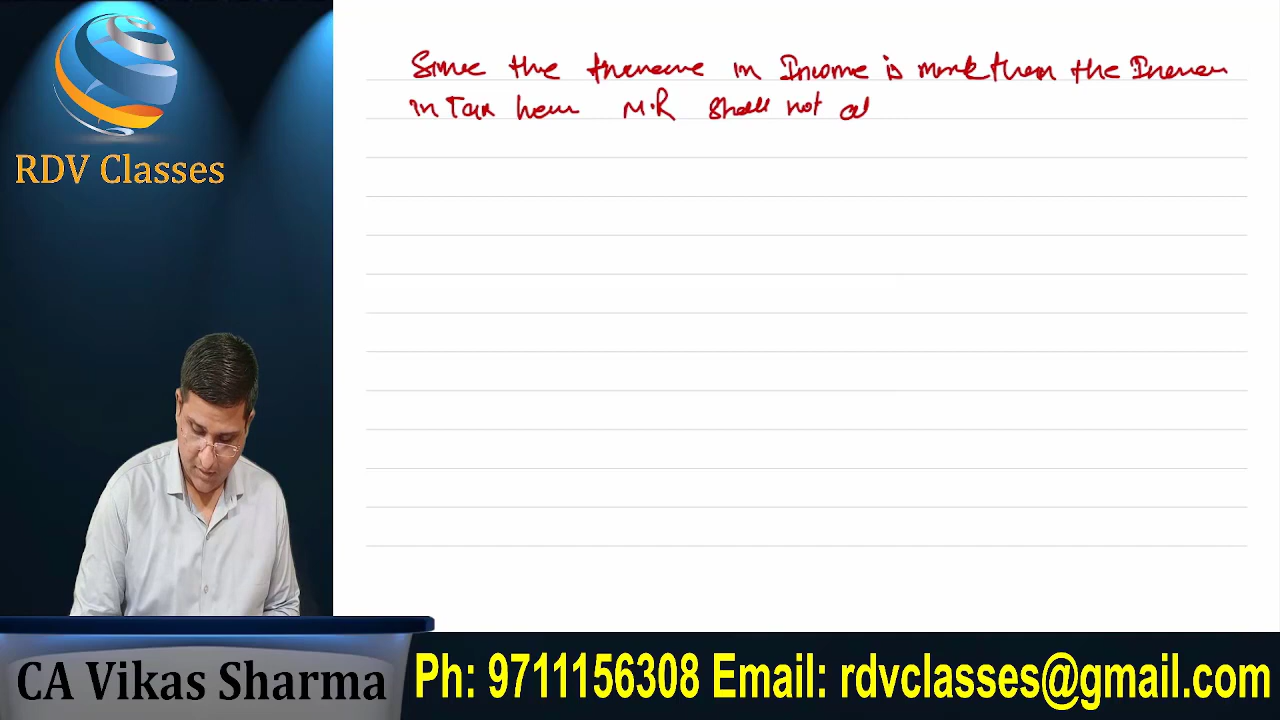 RDV Classes
Since the Increase in Income is more than the Increase
in Tax hence M.R shall not al
CA Vikas Sharma
Ph: 9711156308 Email: rdvclasses@gmail.com